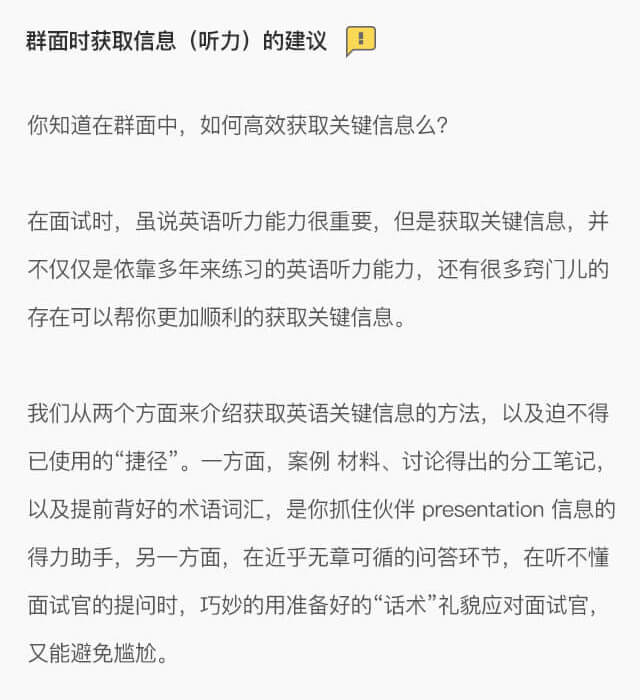 群面时获取信息（听力）的建议
你知道在群面中，如何高效获取关键信息么？
在面试时，虽说英语听力能力很重要，但是获取关键信息，并
不仅仅是依靠多年来练习的英语听力能力，还有很多窍门儿的
存在可以帮你更加顺利的获取关键信息。
我们从两个方面来介绍获取英语关键信息的方法，以及迫不得
已使用的“捷径”。一方面，案例 材料、讨论得出的分工笔记，
以及提前背好的术语词汇，是你抓住伙伴 presentation 信息的
得力助手，另一方面，在近乎无章可循的问答环节，在听不懂
面试官的提问时，巧妙的用准备好的“话术”礼貌应对面试官，
又能避免尴尬。